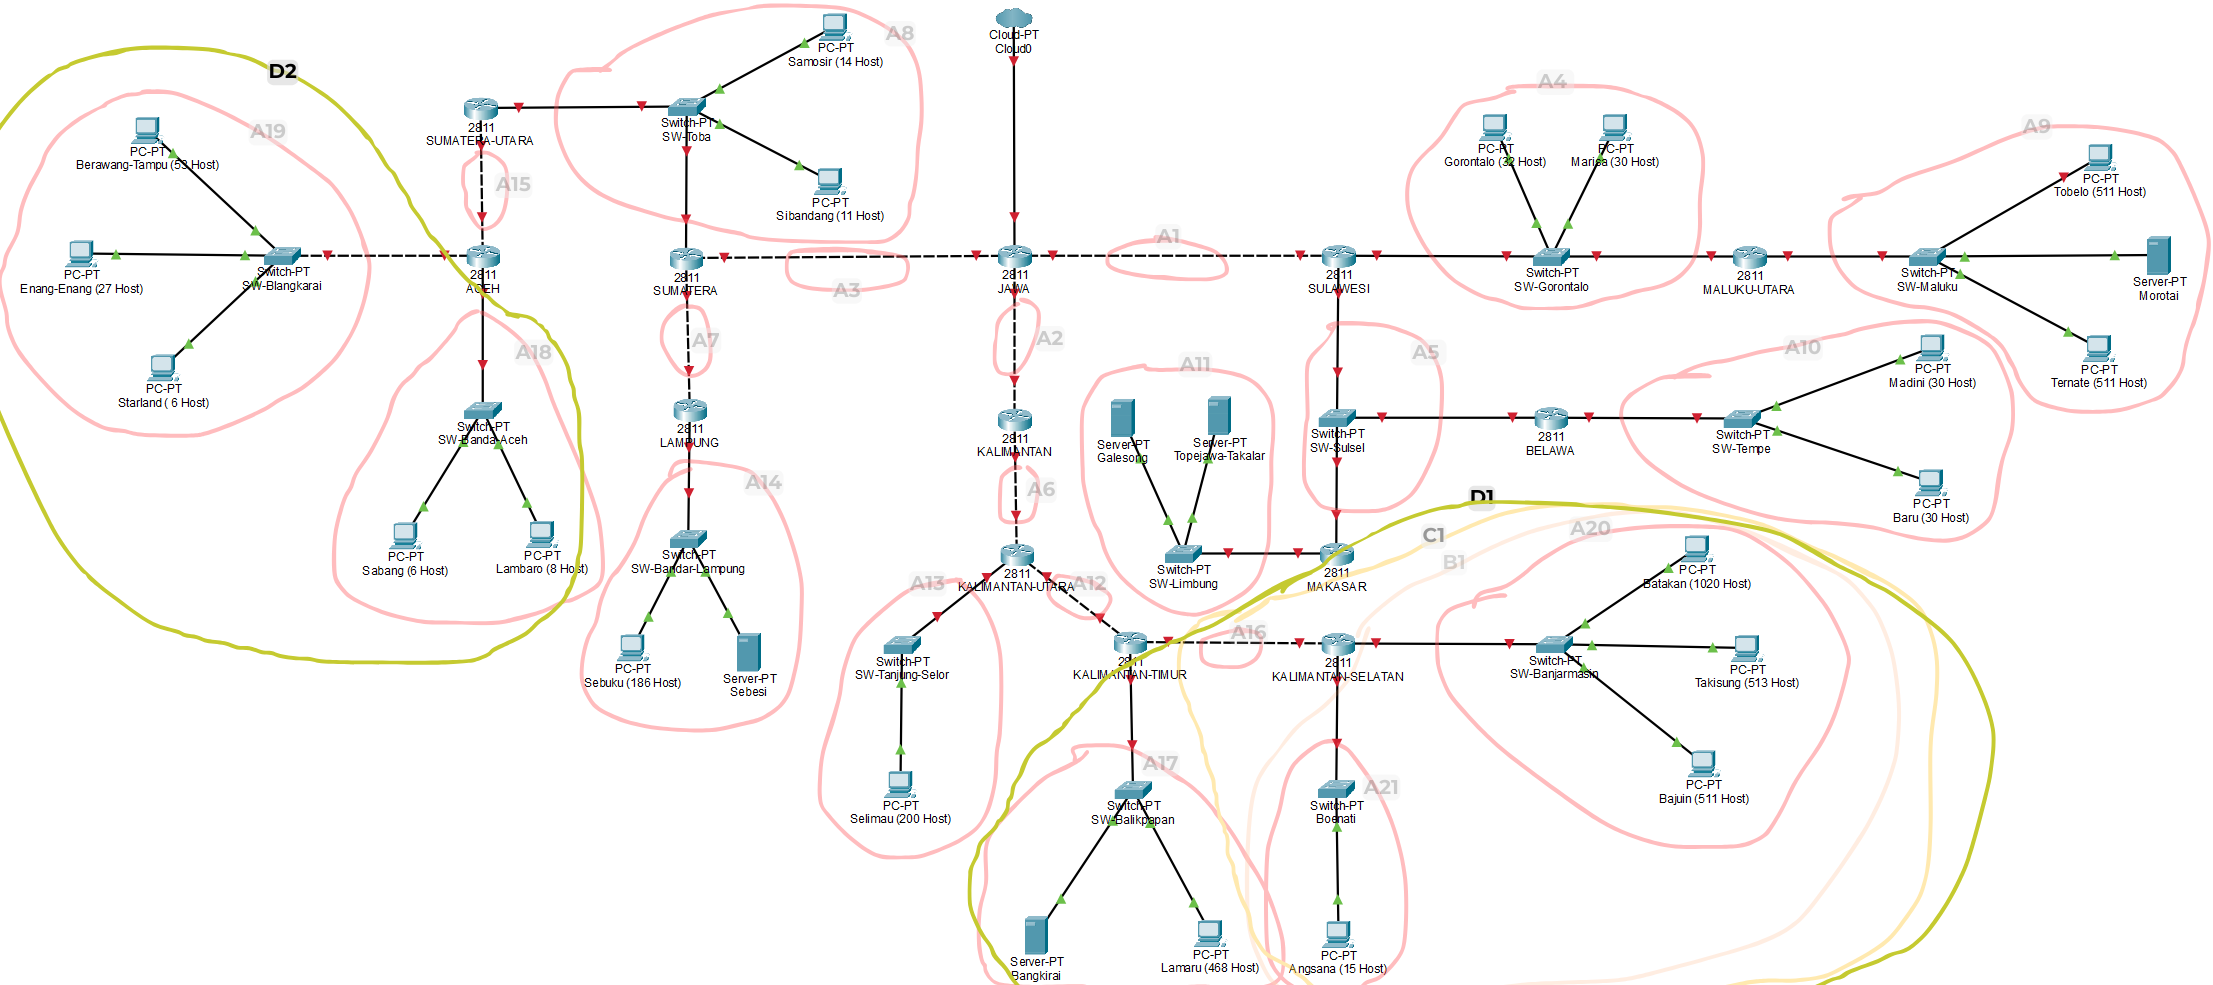 Cloud-PT
Cloud0
A8
PC-PT
Samosir (14 Host)
D2
A4
2811
SUMATERA-UTARA
Switch-PT
SW-Toba
A19
PC-PT
Berawang-Tampu (53 Host)
PC-PT
Gorontalo (32 Host)
PC-PT
Marisa (30 Host)
A9
PC-PT
Tobelo (511 Host)
A15
PC-PT
Sibandang (11 Host)
A1
PC-PT
Enang-Enang (27 Host)
Switch-PT
SW-Blangkarai
2811
ACEH
2811
SUMATERA
A3
2811
JAWA
2811
SULAWESI
Switch-PT
SW-Gorontalo
2811
MALUKU-UTARA
Switch-PT
SW-Maluku
Server-PT
Morotai
A7
A2
A18
A11
A5
A10
PC-PT
Starland ( 6 Host)
PC-PT
Madini (30 Host)
PC-PT
Ternate (511 Host)
Switch-PT
SW-Banda-Aceh
2811
LAMPUNG
2811
KALIMANTAN
Server-PT
Galesong
Server-PT
Topejawa-Takalar
Switch-PT
SW-Sulsel
2811
BELAWA
Switch-PT
SW-Tempe
A14
A6
D1
PC-PT
Baru (30 Host)
C1
A20
B1
PC-PT
Sabang (6 Host)
PC-PT
Lambaro (8 Host)
Switch-PT
SW-Bandar-Lampung
2811
KALIMANTAN-UTARA
A13
A12
Switch-PT
SW-Limbung
2811
MAKASAR
PC-PT
Batakan (1020 Host)
A16
PC-PT
Sebuku (186 Host)
Server-PT
Sebesi
Switch-PT
SW-Tanjung-Selor
2811
KALIMANTAN-TIMUR
2811
KALIMANTAN-SELATAN
Switch-PT
SW-Banjarmasin
PC-PT
Takisung (513 Host)
A17
A21
PC-PT
Selimau (200 Host)
Switch-PT
SW-Balikpapan
Switch-PT
Boenati
PC-PT
Bajuin (511 Host)
Server-PT
Bangkirai
PC-PT
Lamaru (468 Host)
PC-PT
Angsana (15 Host)